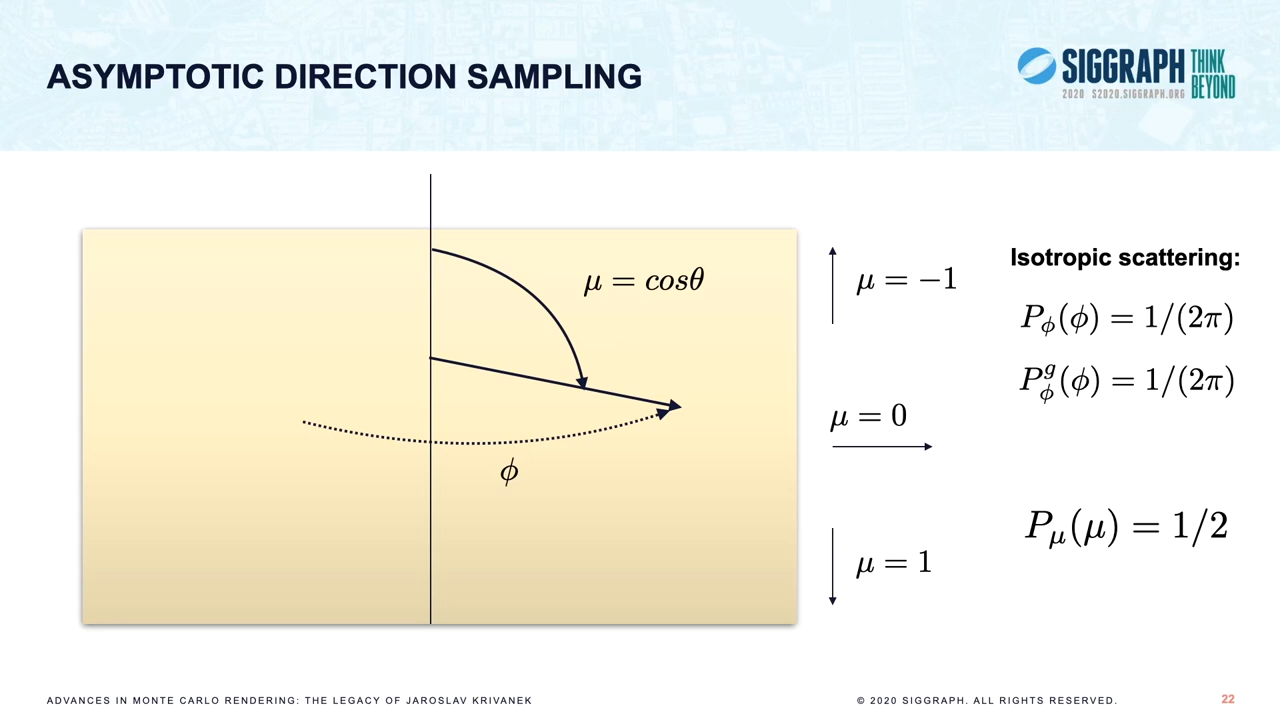 ASYMPTOTIC DIRECTION SAMPLING
SIGGRAPH THINK BEYOND
2020 S2020.SIGGRAPH.ORG
μ = cosθ
ϕ
μ = −1
μ = 0
μ = 1
Isotropic scattering:
P_ϕ(ϕ) = 1/(2π)
P_ϕ^g(ϕ) = 1/(2π)
P_μ(μ) = 1/2
ADVANCES IN MONTE CARLO RENDERING: THE LEGACY OF JAROSLAV KRIVANEK
© 2020 SIGGRAPH. ALL RIGHTS RESERVED.
22